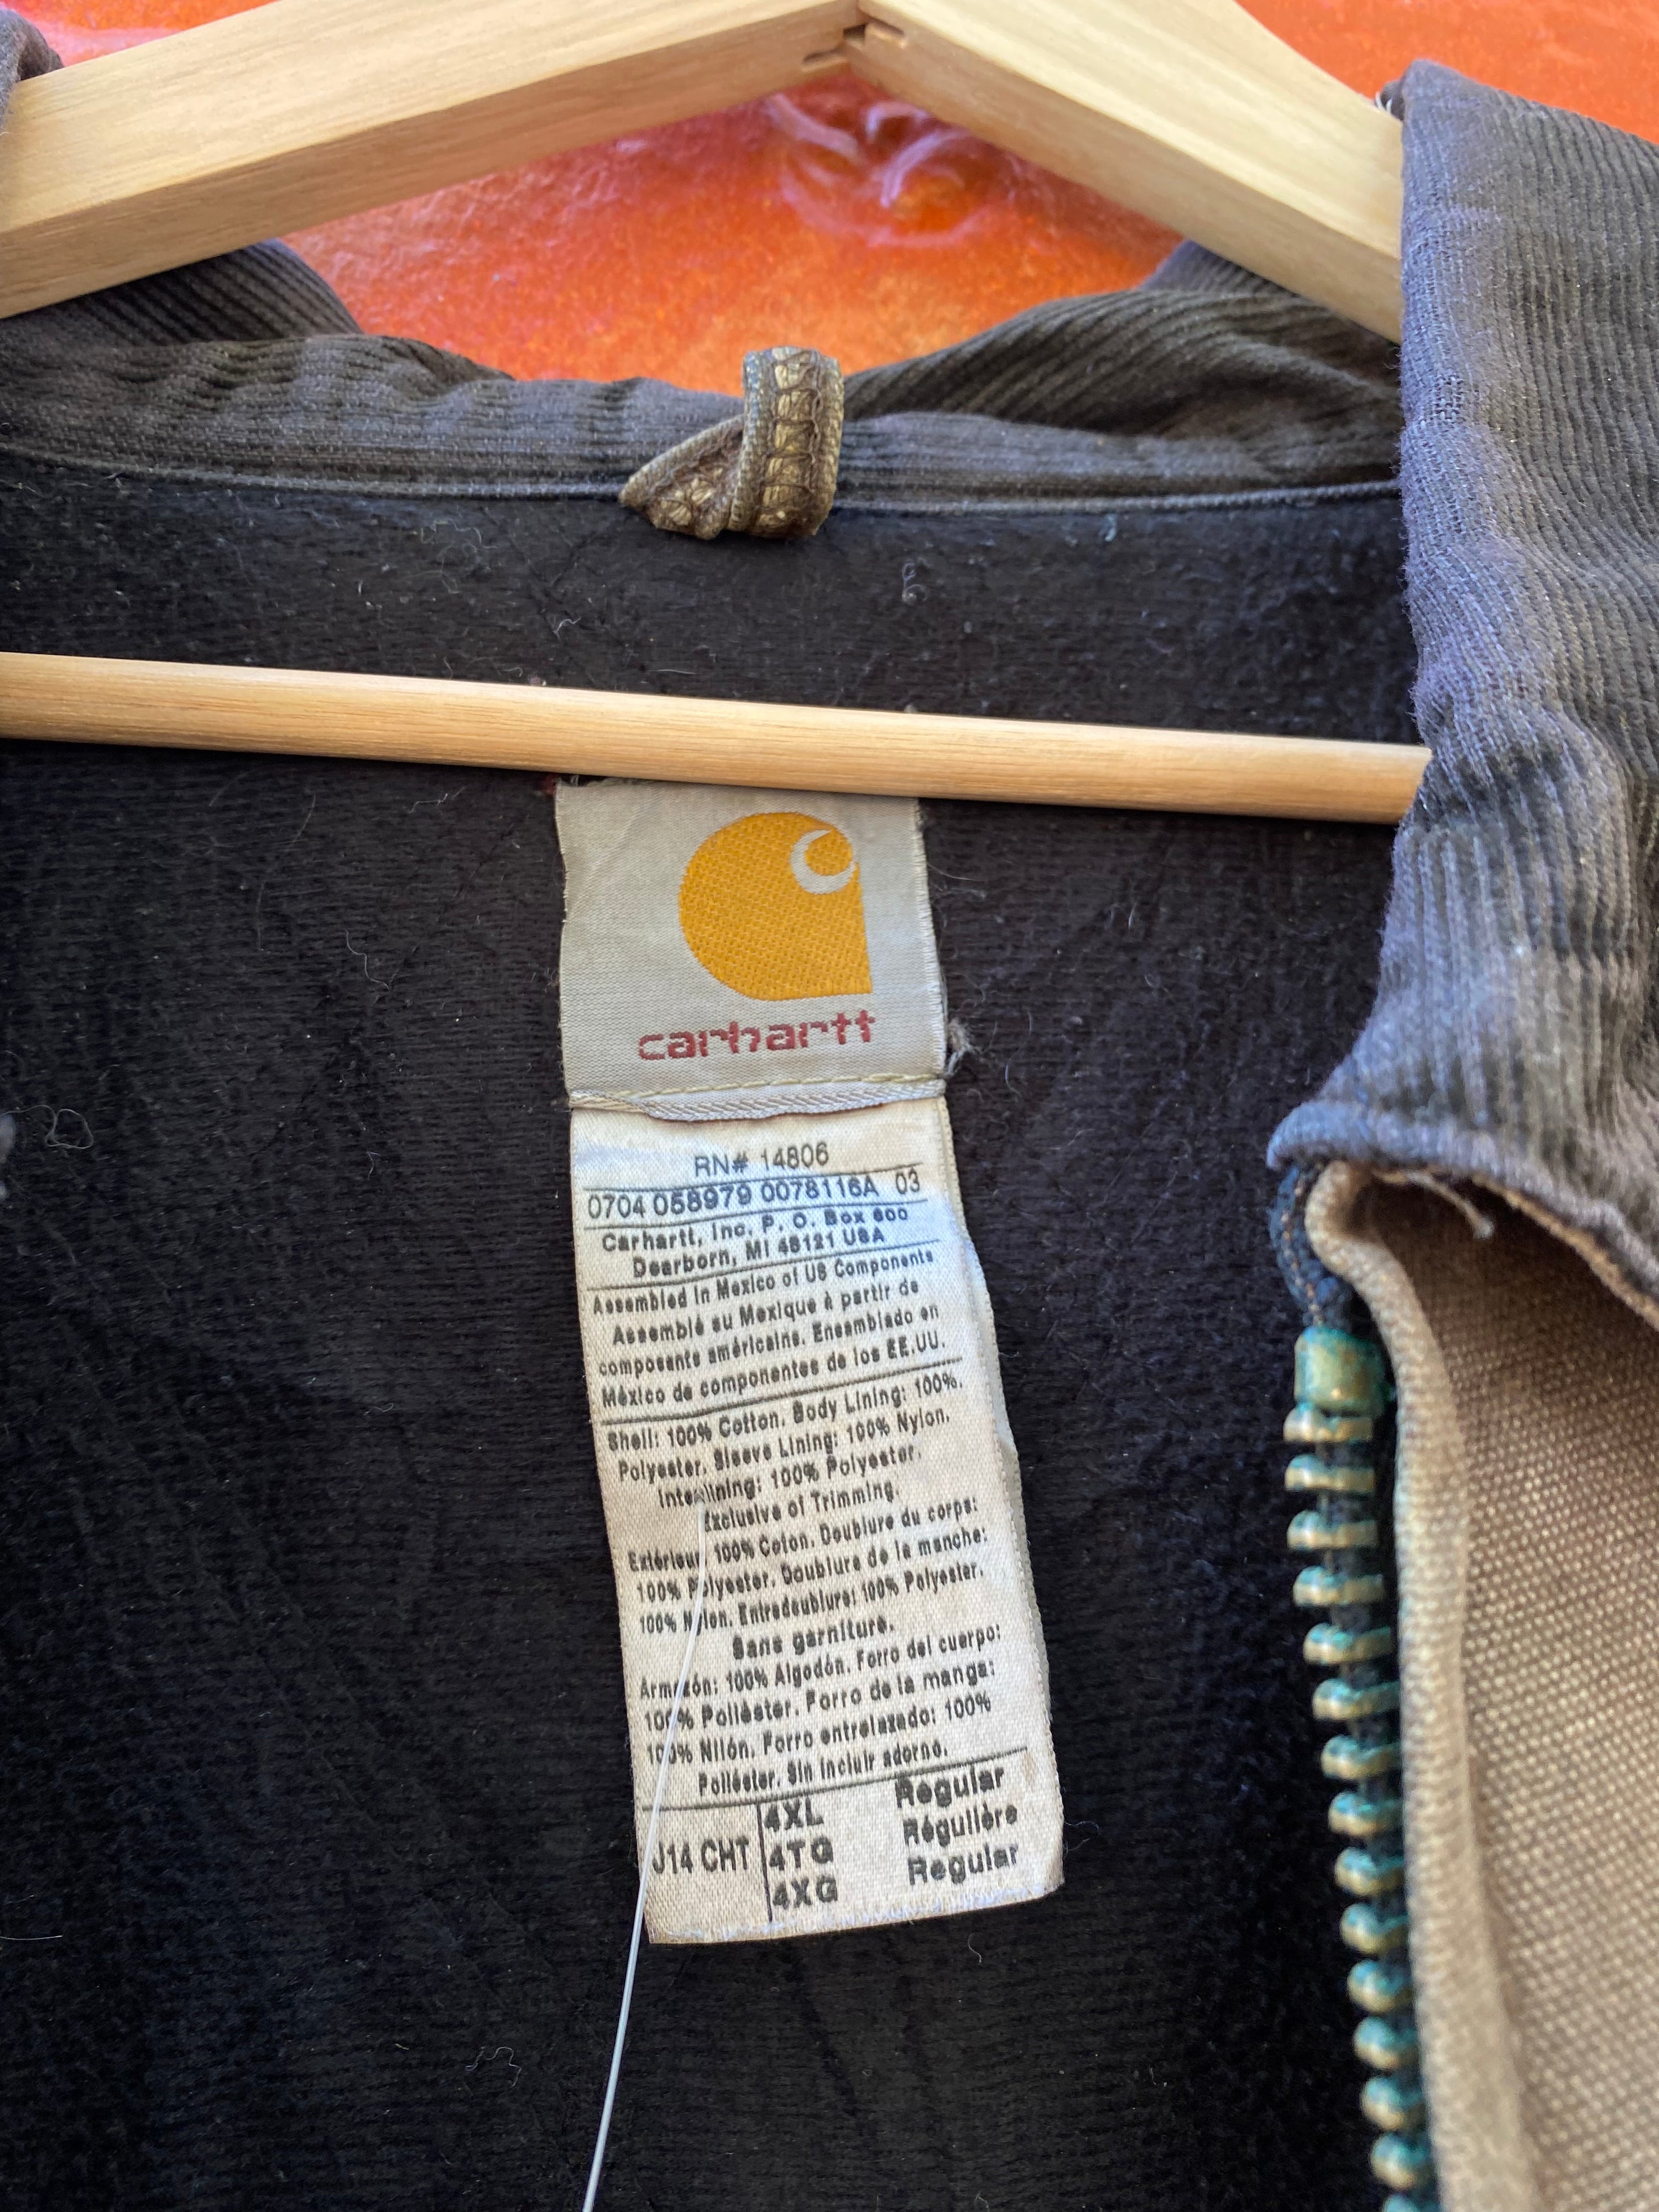 carhartt
RN# 14806
0704 058979 0078116A 03
Carhartt, Inc. P. O. Box 600
Dearborn, MI 48121 USA
Assembled in Mexico of US Components
Assemblé au Mexique à partir de
composants américains. Ensamblado en
México de componentes de los EE.UU.
Shell: 100% Cotton. Body Lining: 100%.
Polyester. Sleeve Lining: 100% Nylon.
Interlining: 100% Polyester.
Exclusive of Trimming.
Extérieur 100% Coton. Doublure du corps:
100% Polyester. Doublure de la manche:
100% Nylon. Entredoublure: 100% Polyester.
Sans garniture.
Armazón: 100% Algodón. Forro del cuerpo:
100% Poliéster. Forro de la manga:
100% Nilón. Forro entrelazado: 100%
Poliéster. Sin incluir adorno.
J14 CHT
4XL Regular
4TG Régulière
4XG Regular